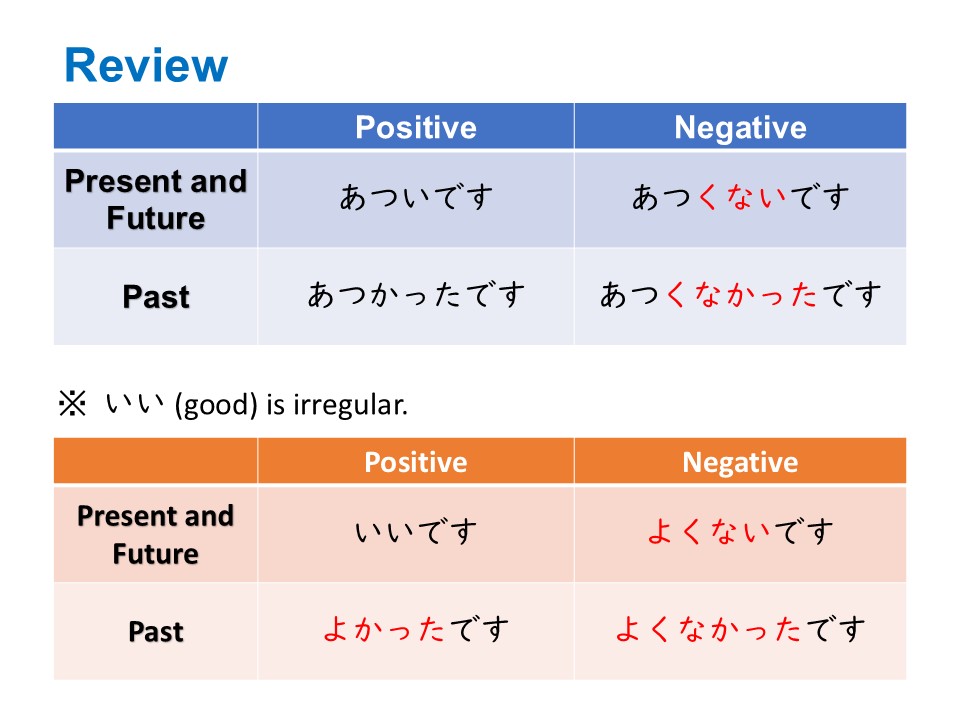 Review
Positive Negative
Present and
Future
あついです あつくないです
Past あつかったです あつくなかったです
※ いい (good) is irregular.
Positive Negative
Present and
Future
いいです よくないです
Past よかったです よくなかったです